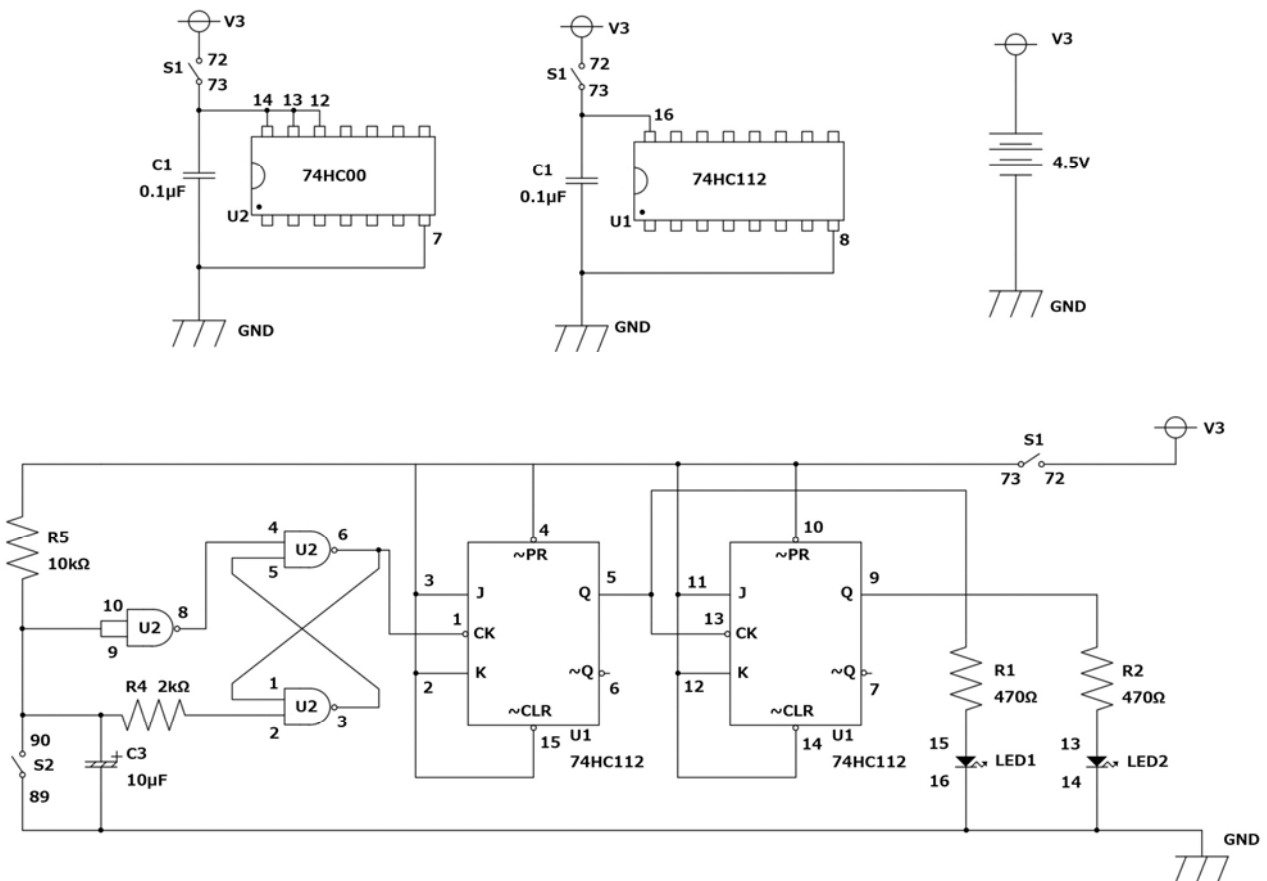 V3
72
S1
73
14 13 12
C1
0.1μF
74HC00
U2
7
GND
V3
72
S1
73
16
C1
0.1μF
74HC112
U1
8
GND
V3
4.5V
GND
V3
S1
73 72
R5
10kΩ
10
9
U2
8
4
5
U2
6
R4 2kΩ
1
2
U2
3
90
S2
89
C3
+
10μF
4
~PR
3
J
Q
5
1
CK
2
K
~Q
6
~CLR
15
U1
74HC112
10
~PR
11
J
Q
9
13
CK
12
K
~Q
7
~CLR
14
U1
74HC112
R1
470Ω
15
16
LED1
R2
470Ω
13
14
LED2
GND